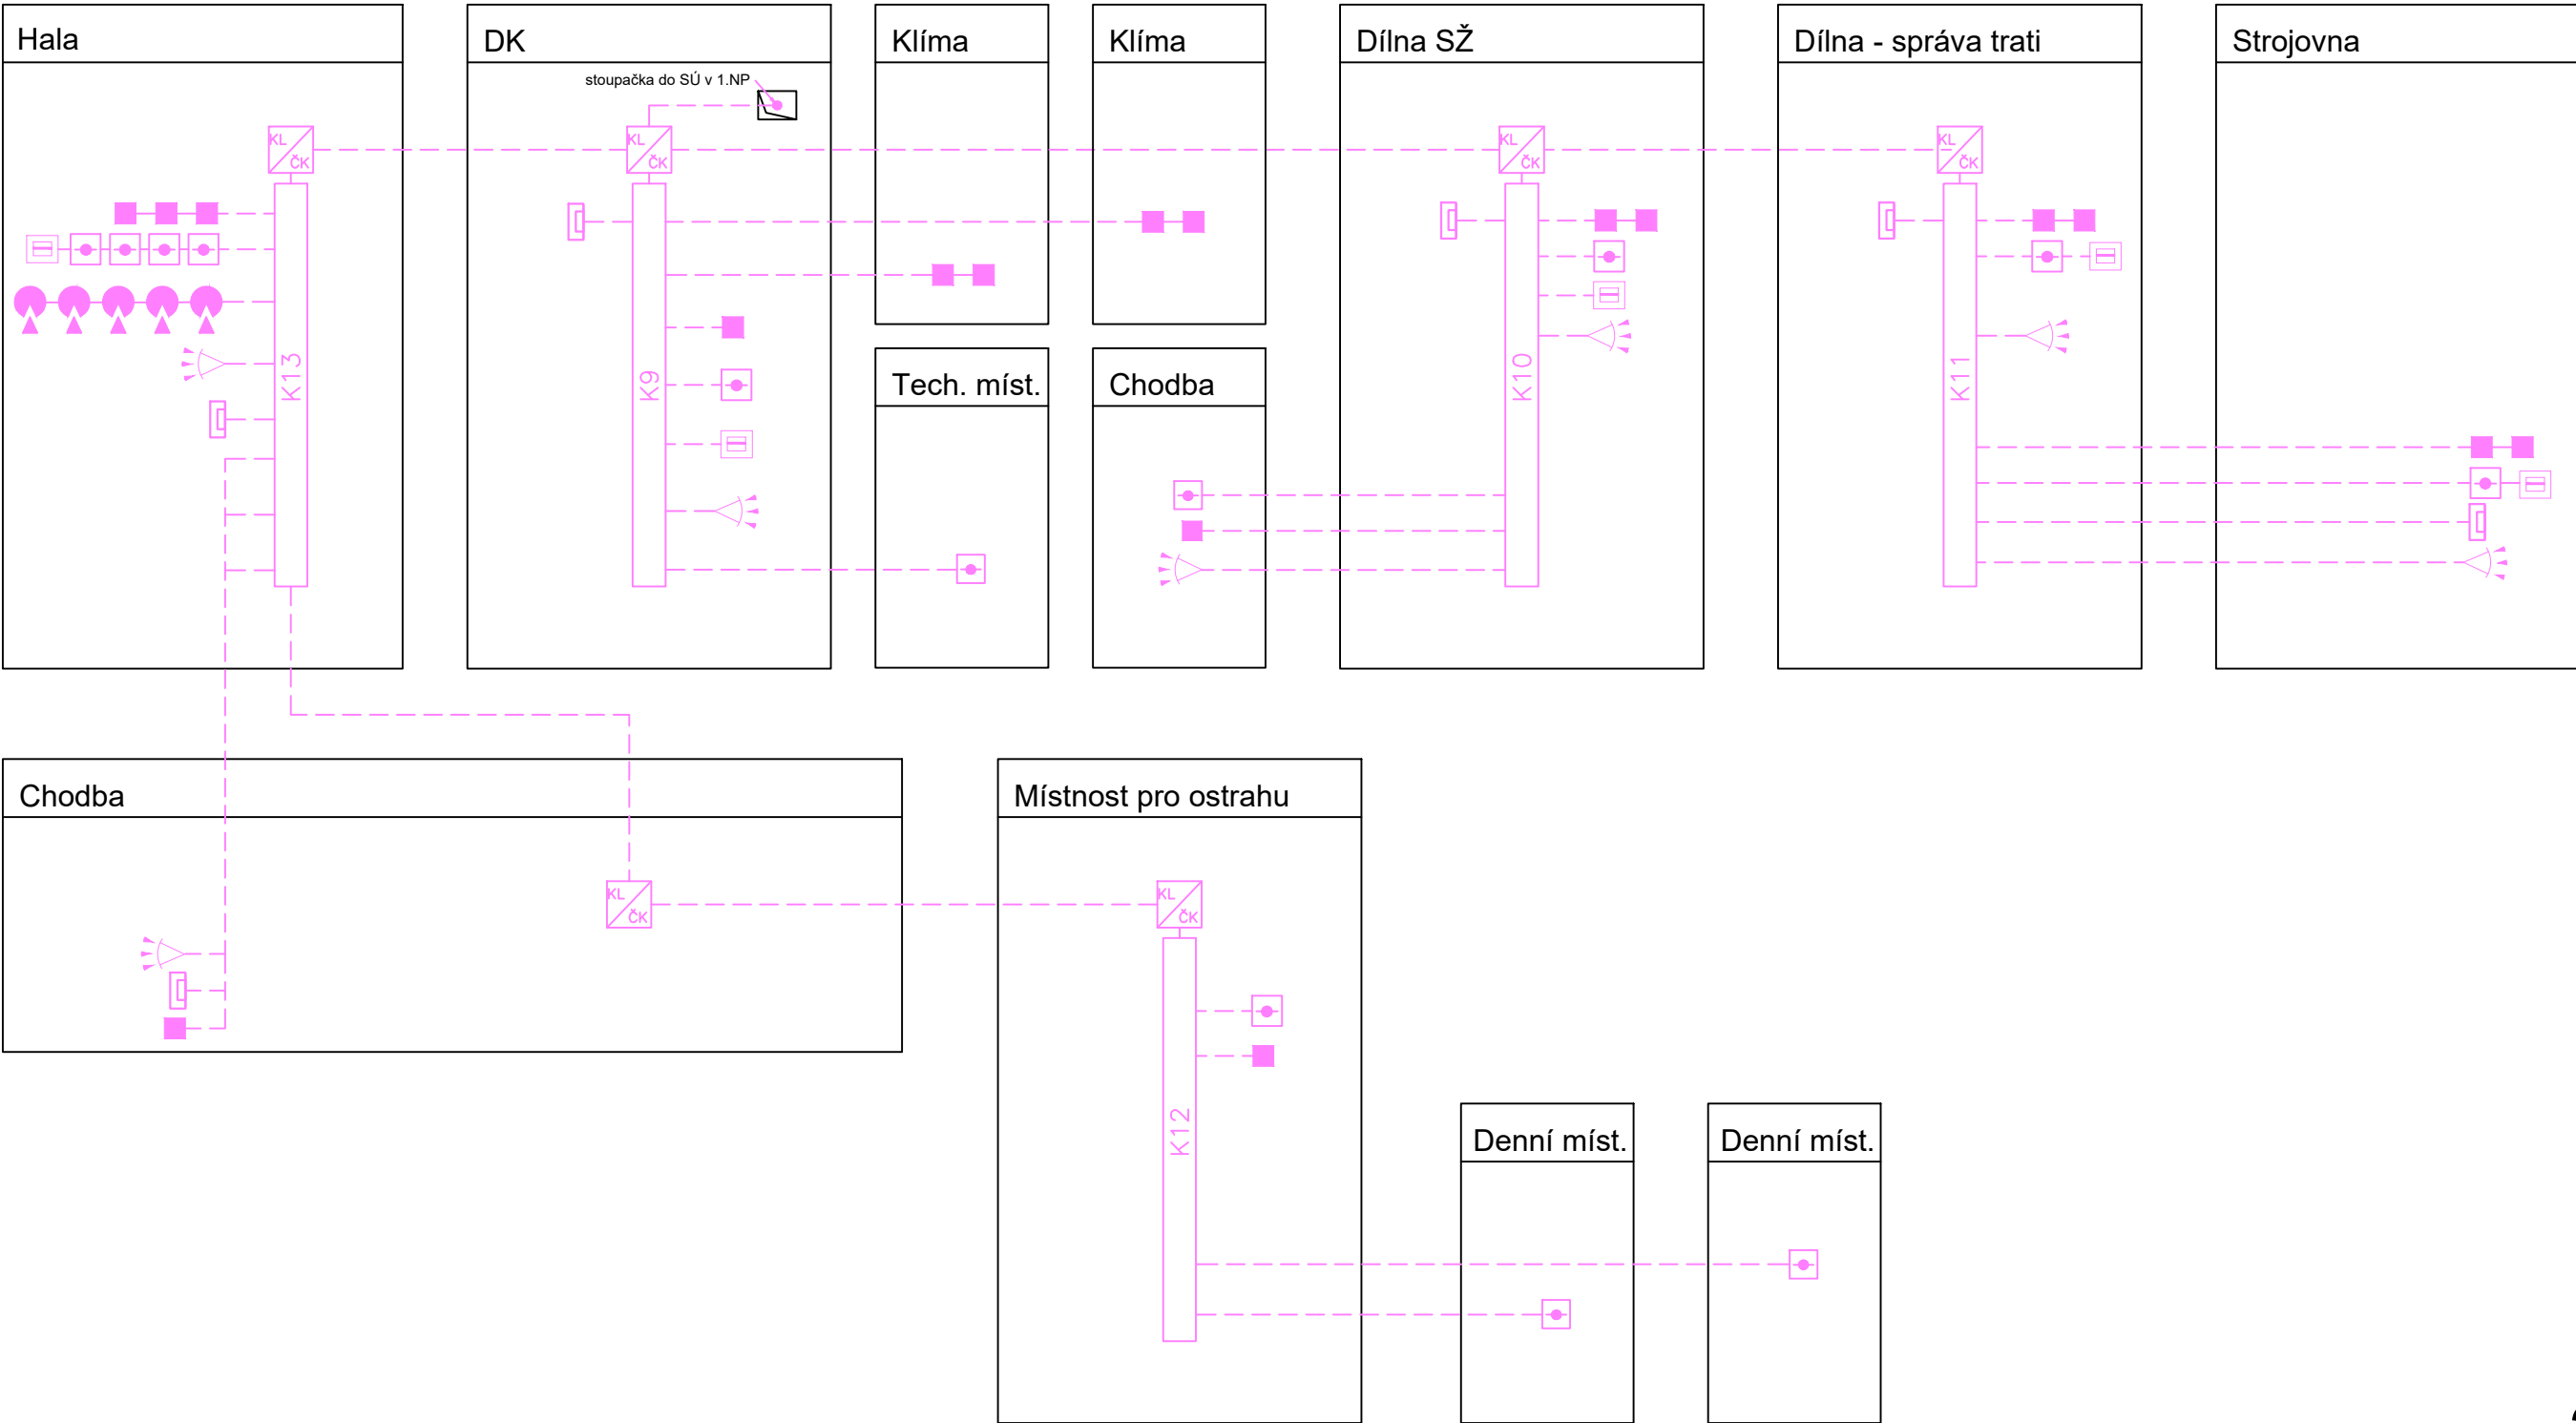 Hala
DK
Klíma
Klíma
Dílna SŽ
Dílna - správa trati
Strojovna
stoupačka do SÚ v 1.NP
KL
ČK
KL
ČK
KL
ČK
KL
ČK
K13
K9
K10
K11
Tech. míst.
Chodba
Chodba
Místnost pro ostrahu
KL
ČK
KL
ČK
K12
Denní míst.
Denní míst.